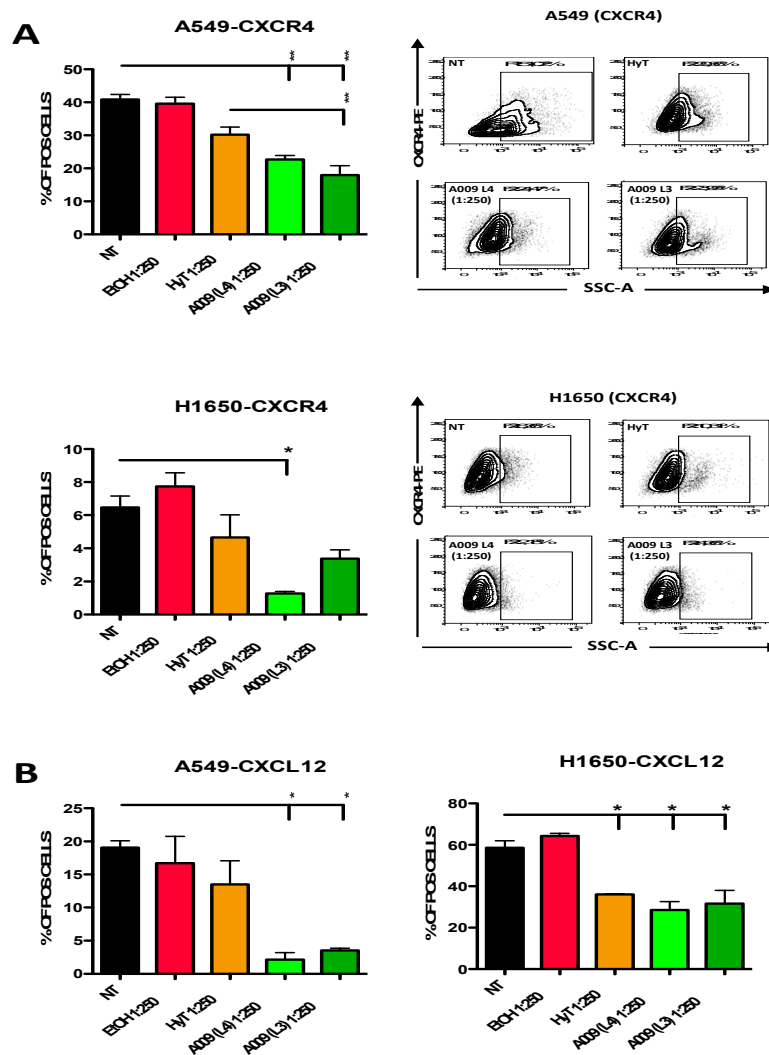 A
A549-CXCR4
**
**
**
50
40
30
20
10
0
% OF POS CELLS
NT
EtOH 1:250
HyT 1:250
A009 (L4) 1:250
A009 (L3) 1:250
A549 (CXCR4)
NT
HyT
A009 L4
(1:250)
A009 L3
(1:250)
CXCR4-PE
SSC-A
H1650-CXCR4
*
10
8
6
4
2
0
% OF POS CELLS
NT
EtOH 1:250
HyT 1:250
A009 (L4) 1:250
A009 (L3) 1:250
H1650 (CXCR4)
NT
HyT
A009 L4
(1:250)
A009 L3
(1:250)
CXCR4-PE
SSC-A
B
A549-CXCL12
*
*
25
20
15
10
5
0
% OF POS CELLS
NT
EtOH 1:250
HyT 1:250
A009 (L4) 1:250
A009 (L3) 1:250
H1650-CXCL12
*
*
*
80
60
40
20
0
% OF POS CELLS
NT
EtOH 1:250
HyT 1:250
A009 (L4) 1:250
A009 (L3) 1:250